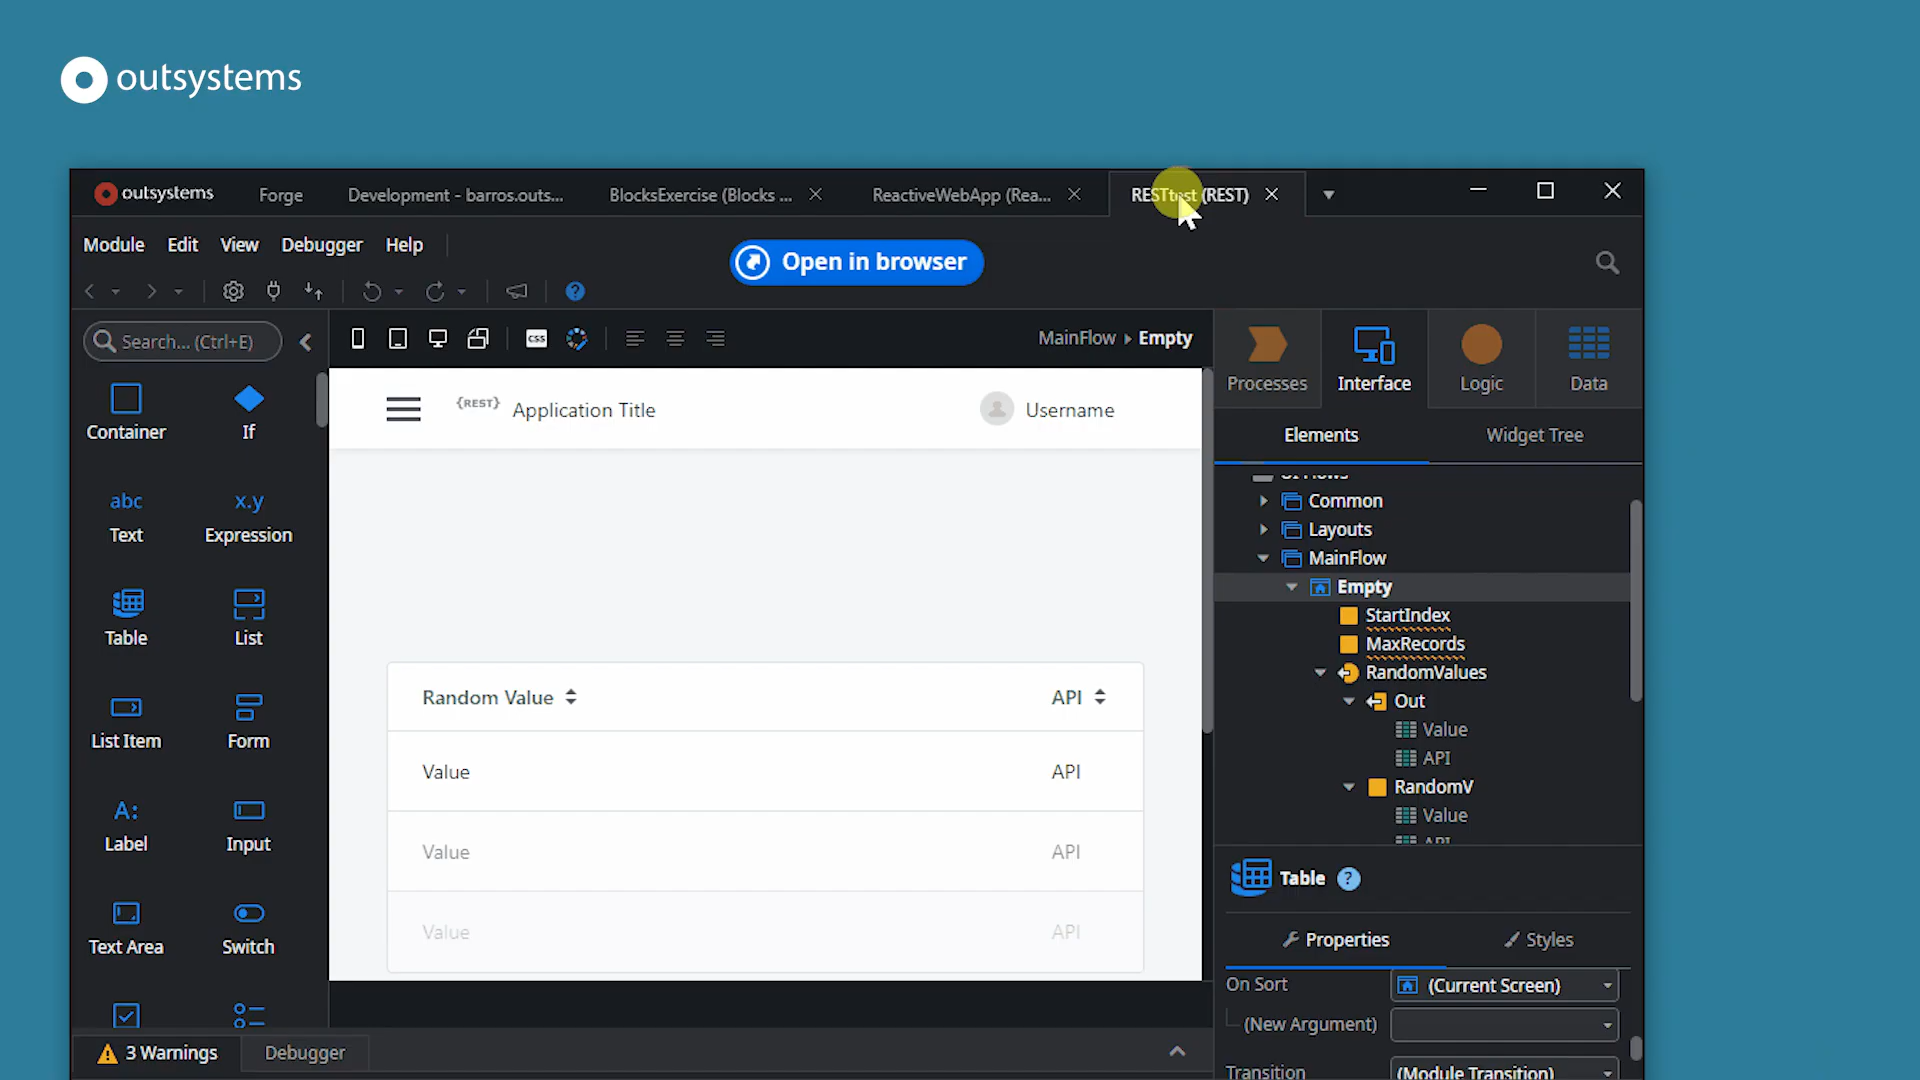 outsystems
outsystems
Forge
Development - barros.outs...
BlocksExercise (Blocks ...
ReactiveWebApp (Rea...
RESTtest (REST)
Module
Edit
View
Debugger
Help
Open in browser
Search... (Ctrl+E)
css
MainFlow
Empty
Processes
Interface
Logic
Data
Container
If
{REST}
Application Title
Username
Elements
Widget Tree
abc
Text
x.y
Expression
Common
Layouts
MainFlow
Empty
StartIndex
MaxRecords
RandomValues
Out
Value
API
RandomV
Value
API
Table
List
List Item
Form
A:
Label
Input
Text Area
Switch
Random Value
API
Value
API
Value
API
Value
API
Table
?
Properties
Styles
On Sort
(Current Screen)
(New Argument)
Transition
(Module Transition)
3 Warnings
Debugger